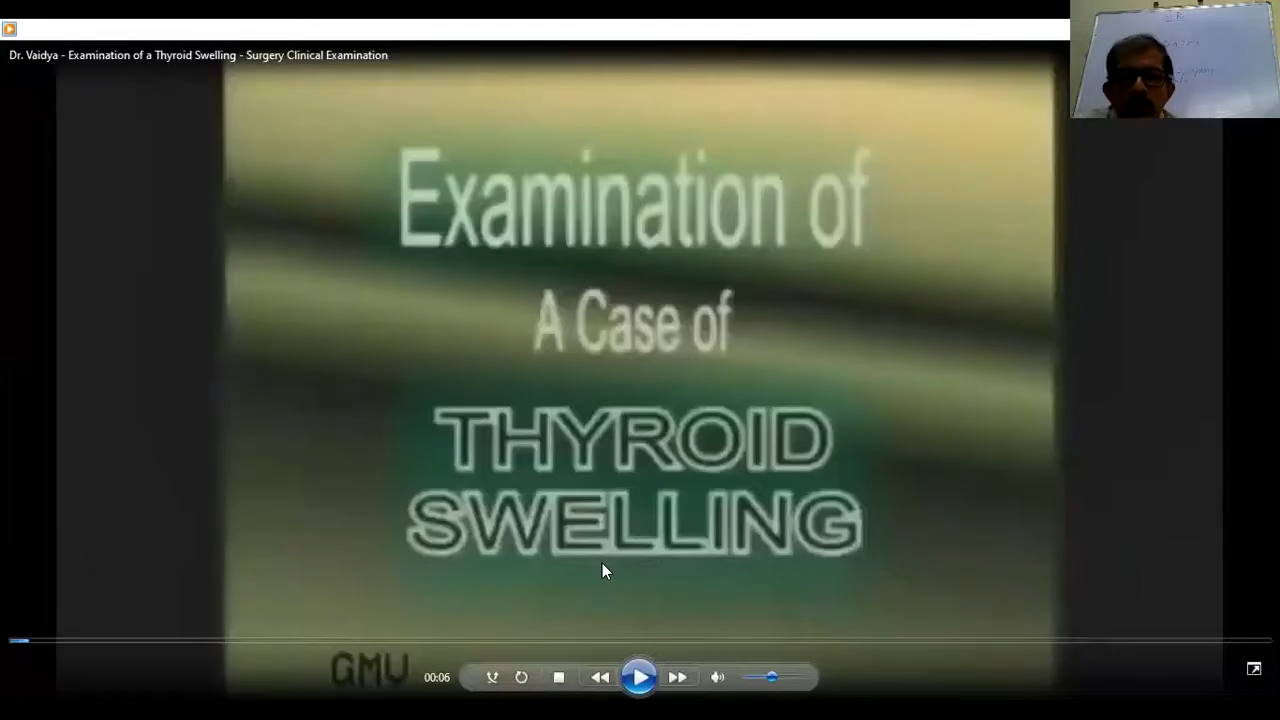 Dr. Vaidya - Examination of a Thyroid Swelling - Surgery Clinical Examination
Examination of
A Case of
THYROID
SWELLING
GMU
00:06